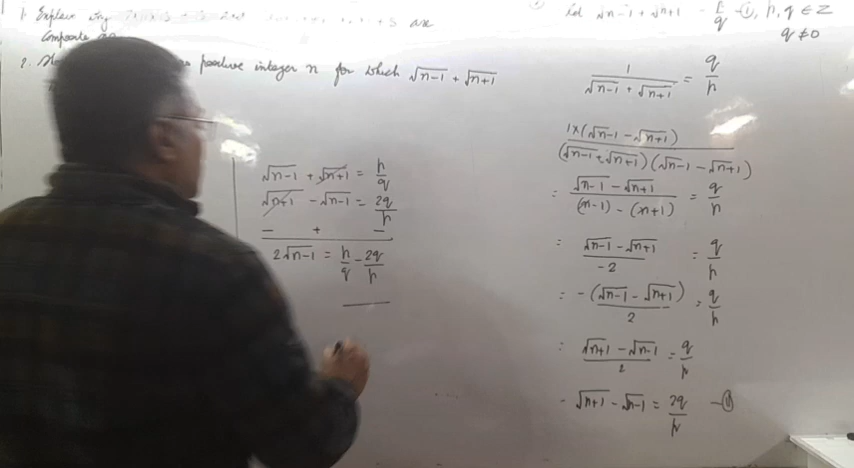 1. Explain why
are
Composite
2.
positive integer n for which √n-1 + √n+1
√n-1 + √n+1 = p/q
√n+1 - √n-1 = 2q/p
- + -
2√n-1 = p/q - 2q/p
Let √n-1 + √n+1 = p/q -①, p, q ∈ Z
q ≠ 0
1/(√n-1 + √n+1) = q/p
1×(√n-1 - √n+1)/(√n-1 + √n+1)(√n-1 - √n+1)
= (√n-1 - √n+1)/((n-1) - (n+1)) = q/p
= (√n-1 - √n+1)/-2 = q/p
= -(√n-1 - √n+1)/2 = q/p
= (√n+1 - √n-1)/2 = q/p
- √n+1 - √n-1 = 2q/p -②